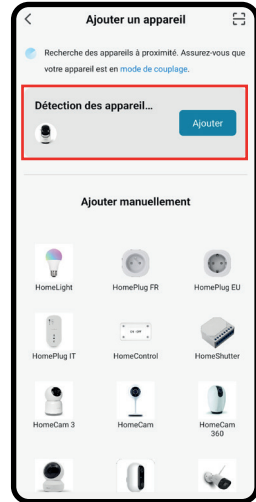 Ajouter un appareil
Recherche des appareils à proximité. Assurez-vous que
votre appareil est en mode de couplage.
Détection des appareil...
Ajouter
Ajouter manuellement
HomeLight
HomePlug FR
HomePlug EU
HomePlug IT
HomeControl
HomeShutter
HomeCam 3
HomeCam
HomeCam
360